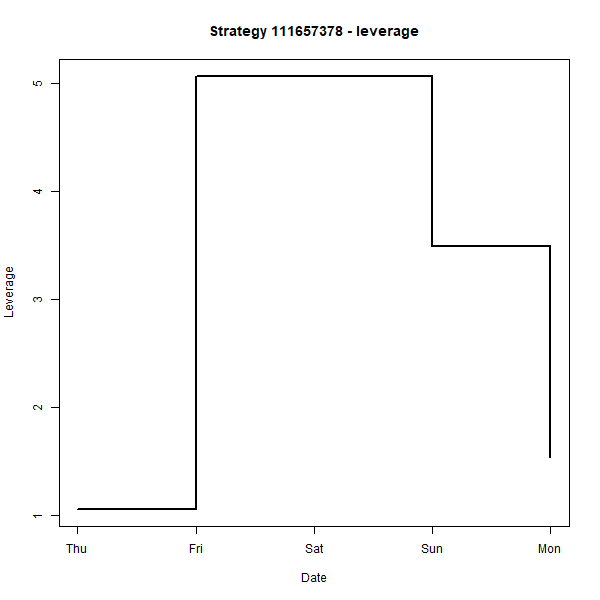 Strategy 111657378 - leverage
5
4
3
2
1
Leverage
Thu Fri Sat Sun Mon
Date